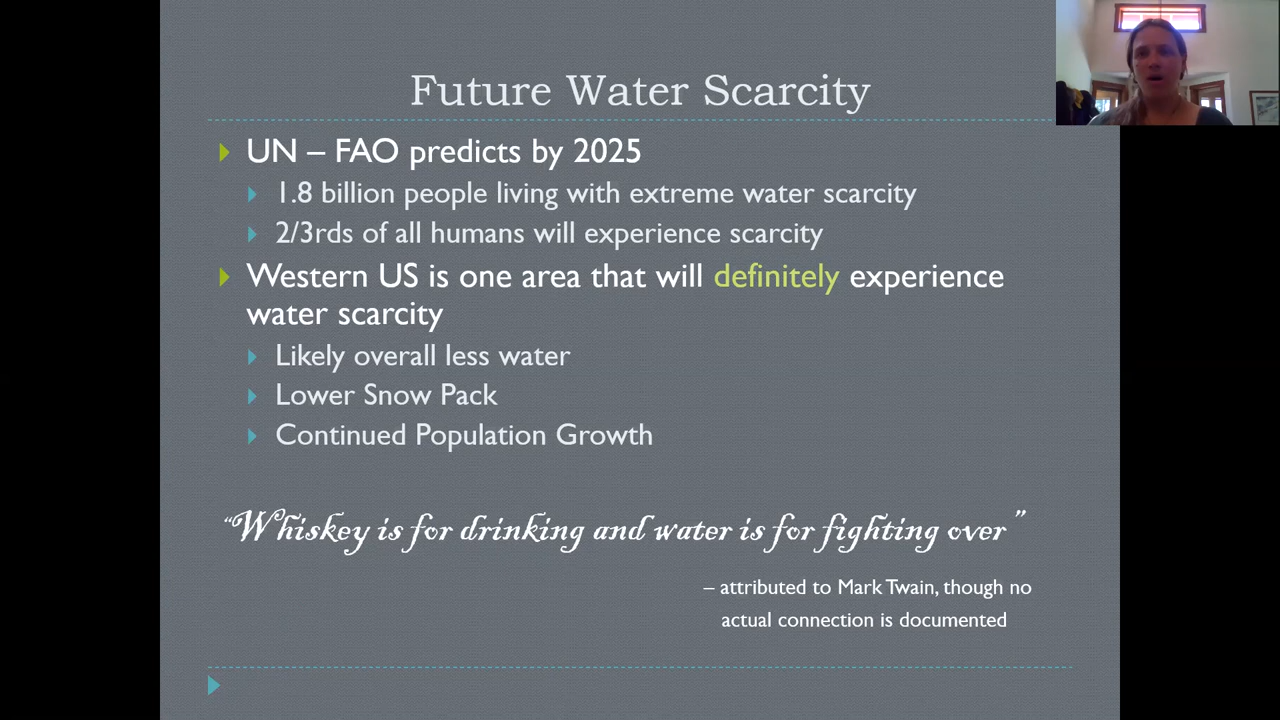 Future Water Scarcity
UN – FAO predicts by 2025
1.8 billion people living with extreme water scarcity
2/3rds of all humans will experience scarcity
Western US is one area that will definitely experience
water scarcity
Likely overall less water
Lower Snow Pack
Continued Population Growth
“Whiskey is for drinking and water is for fighting over”
– attributed to Mark Twain, though no
actual connection is documented